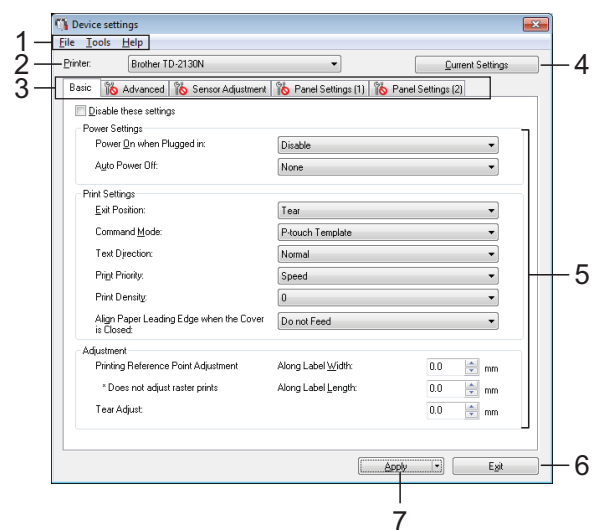 Device settings
1
File Tools Help
2
Printer: Brother TD-2130N Current Settings
4
3
Basic Advanced Sensor Adjustment Panel Settings (1) Panel Settings (2)
Disable these settings
Power Settings
Power On when Plugged in: Disable
Auto Power Off: None
Print Settings
Exit Position: Tear
Command Mode: P-touch Template
Text Direction: Normal
5
Print Priority: Speed
Print Density: 0
Align Paper Leading Edge when the Cover
is Closed: Do not Feed
Adjustment
Printing Reference Point Adjustment Along Label Width: 0.0 mm
* Does not adjust raster prints Along Label Length: 0.0 mm
Tear Adjust: 0.0 mm
Apply Exit
6
7